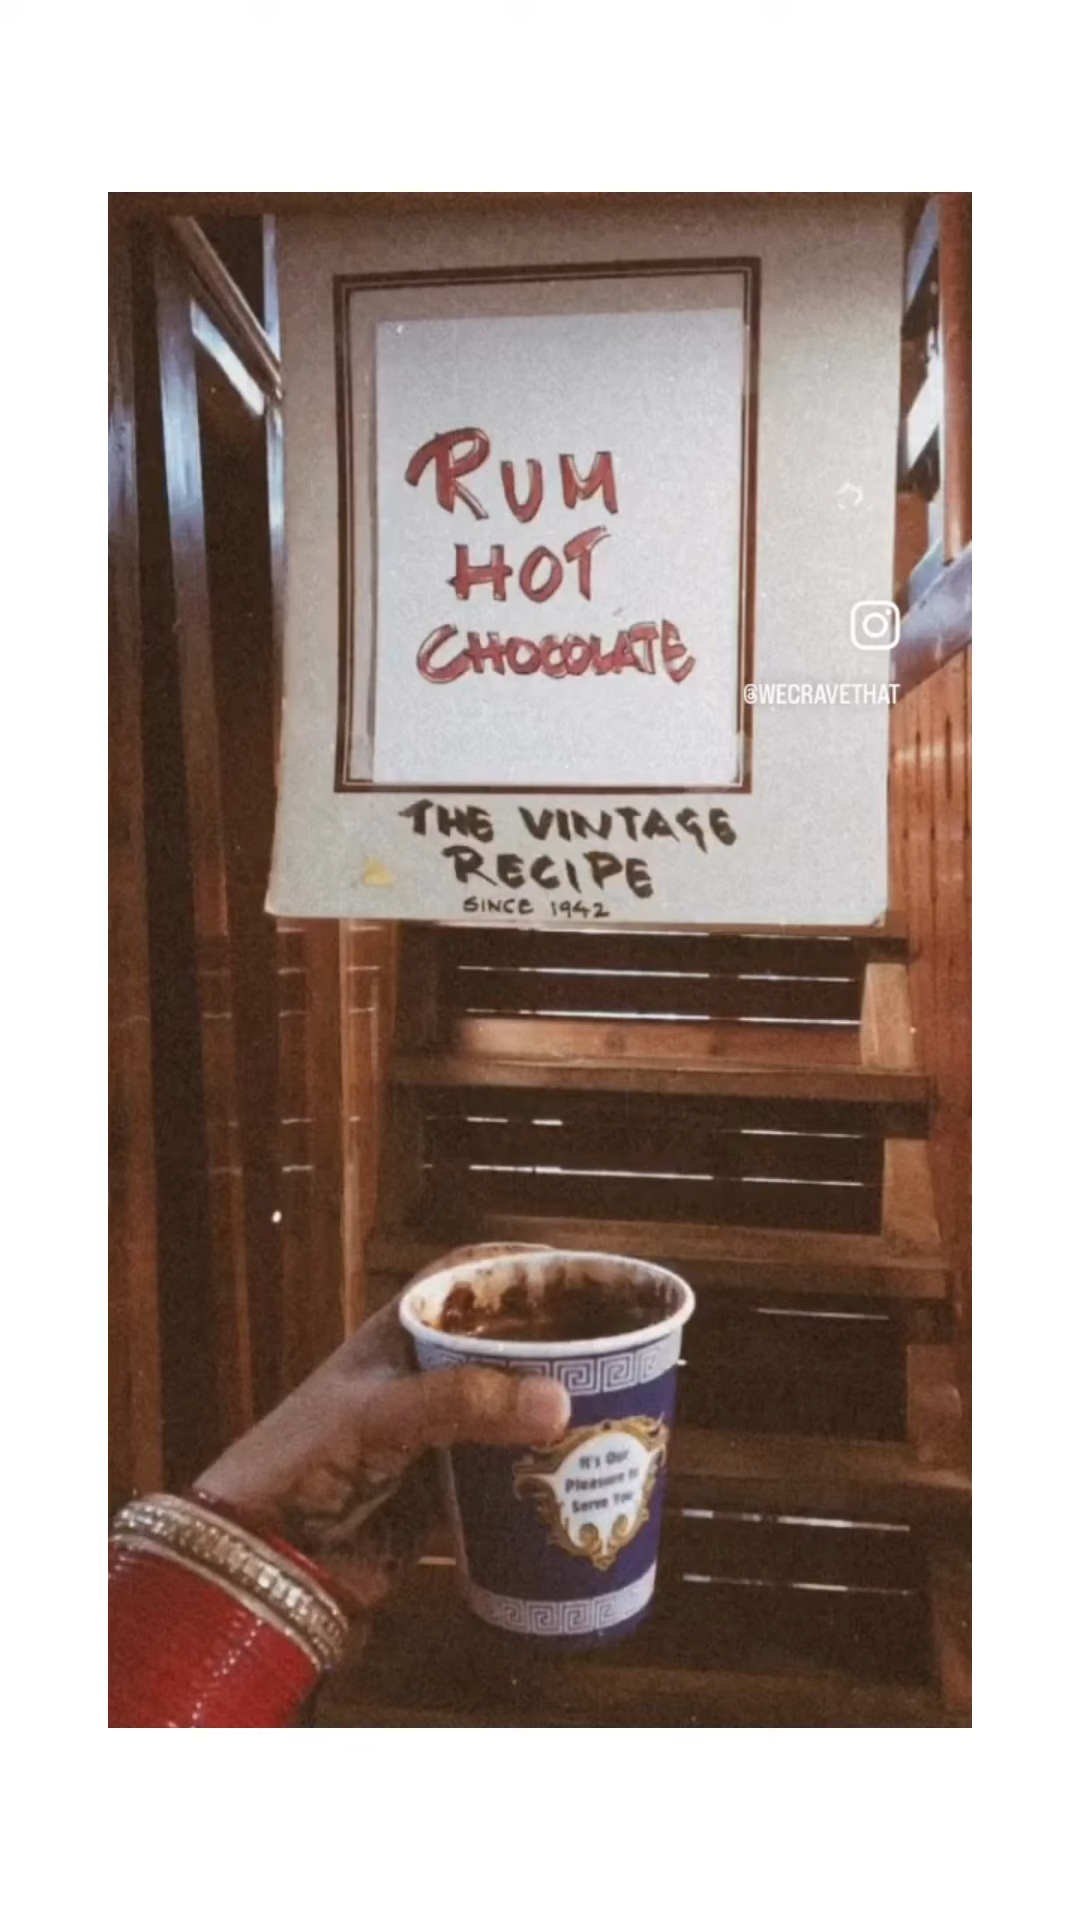 RUM
HOT
CHOCOLATE
@WECRAVETHAT
THE VINTAGE
RECIPE
SINCE 1942
It's Our
Pleasure to
Serve You